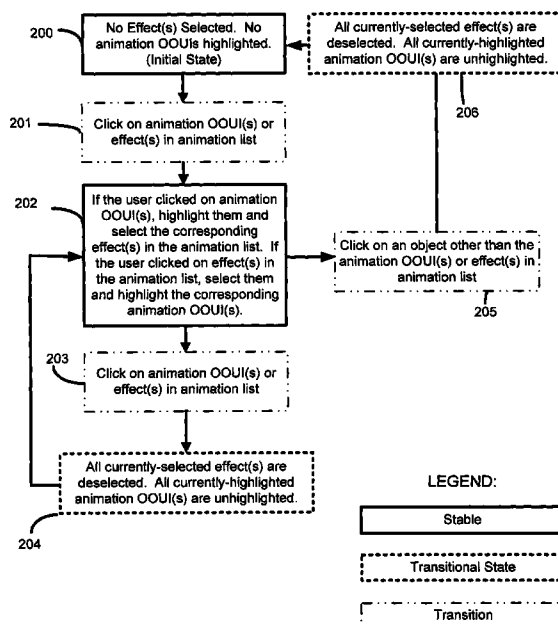 200
No Effect(s) Selected. No
animation OOUIs highlighted.
(Initial State)
All currently-selected effect(s) are
deselected. All currently-highlighted
animation OOUI(s) are unhighlighted.
206
201
Click on animation OOUI(s) or
effect(s) in animation list
202
If the user clicked on animation
OOUI(s), highlight them and
select the corresponding
effect(s) in the animation list. If
the user clicked on effect(s) in
the animation list, select them
and highlight the corresponding
animation OOUI(s).
Click on an object other than the
animation OOUI(s) or effect(s) in
animation list
205
203
Click on animation OOUI(s) or
effect(s) in animation list
All currently-selected effect(s) are
deselected. All currently-highlighted
animation OOUI(s) are unhighlighted.
204
LEGEND:
Stable
Transitional State
Transition